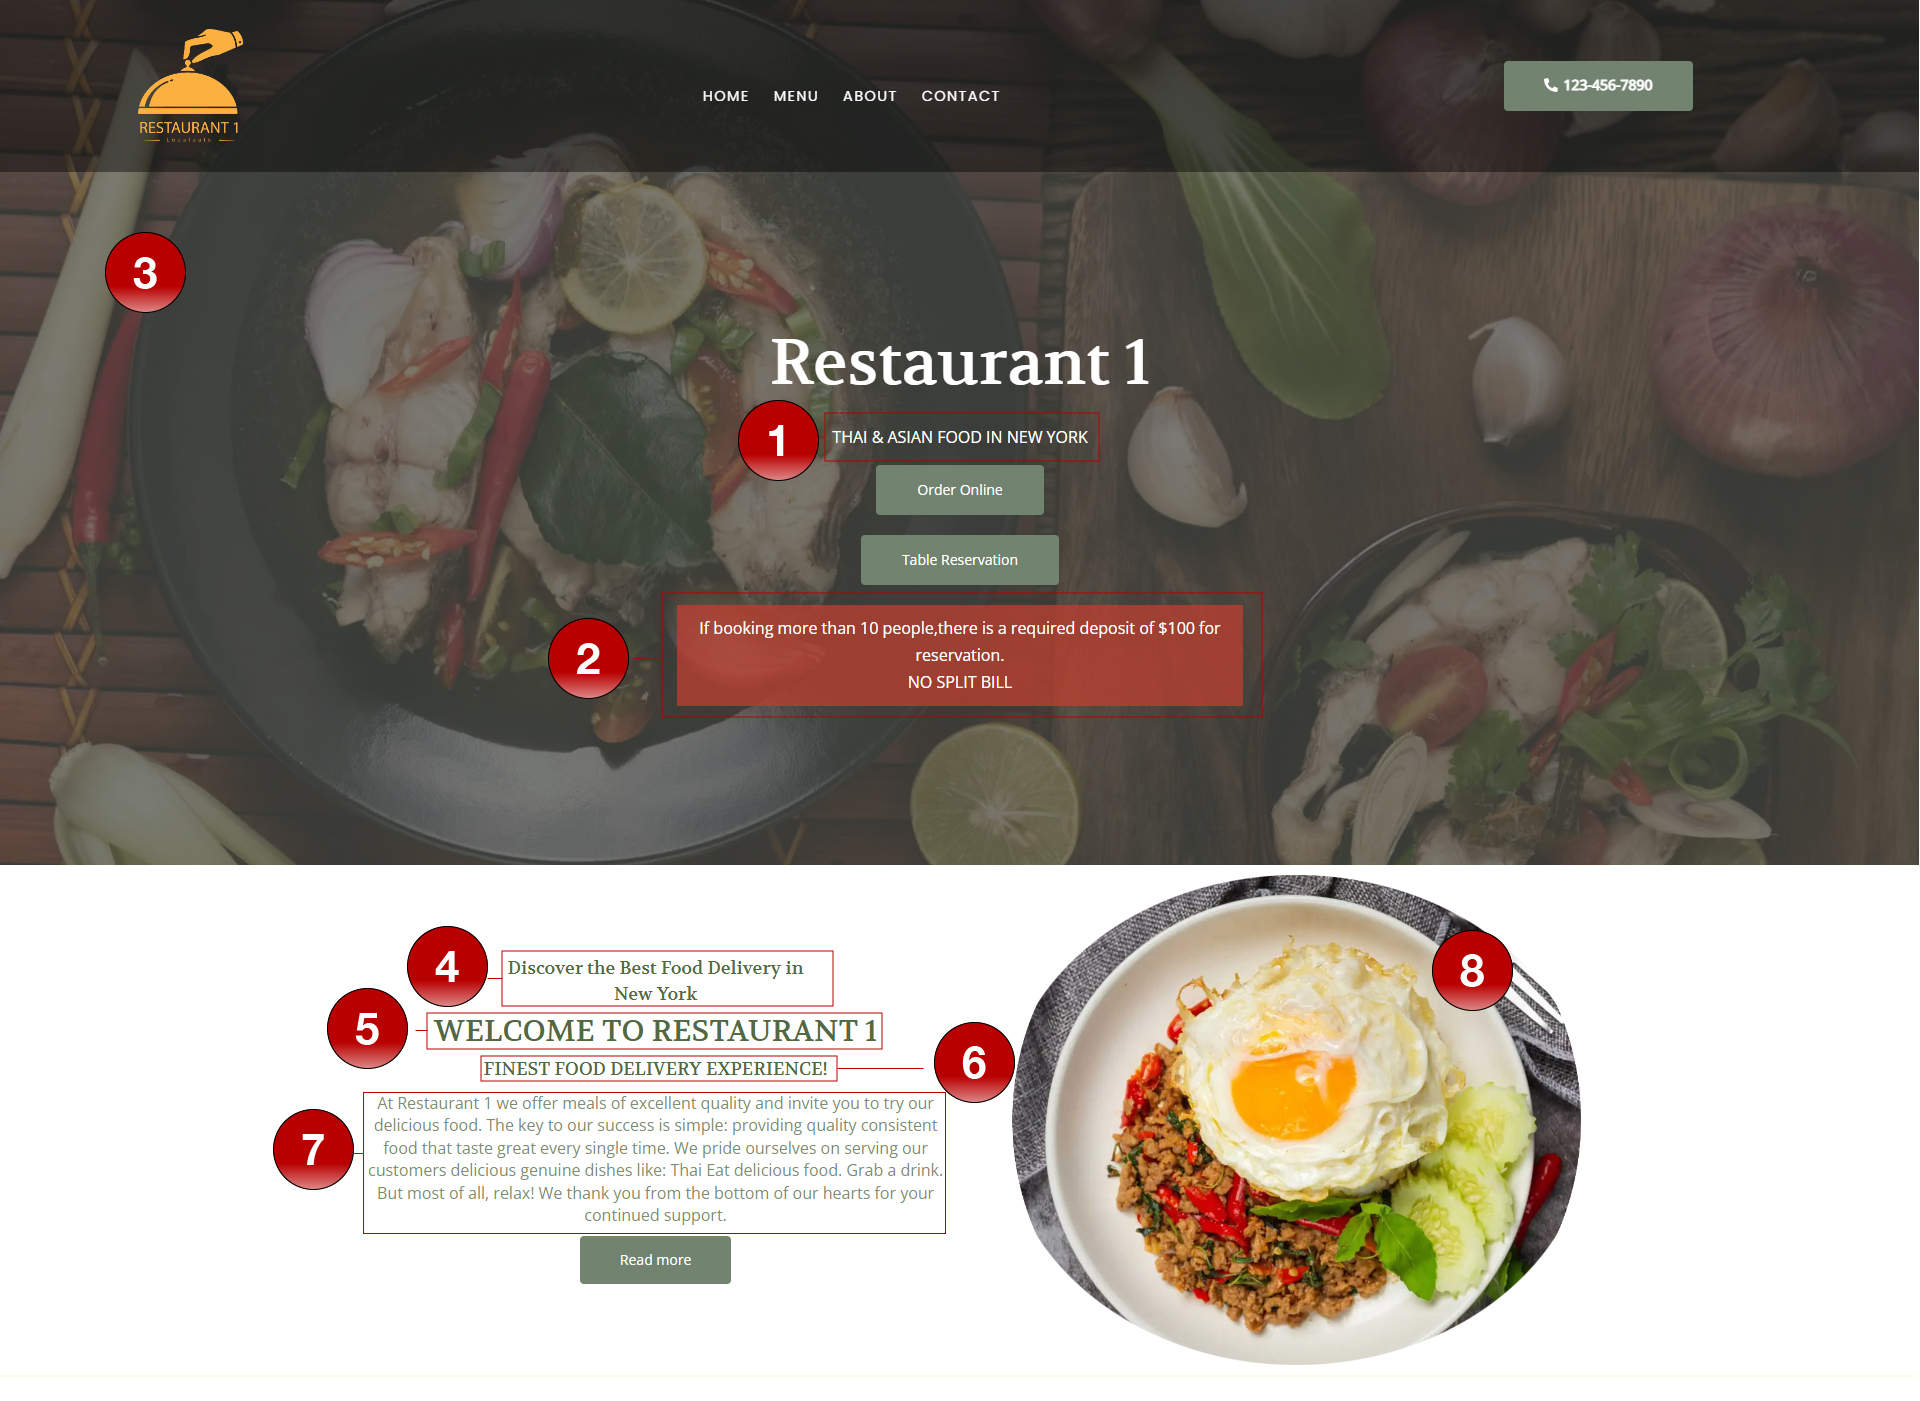 RESTAURANT 1
Localeats
HOME MENU ABOUT CONTACT
123-456-7890
3
Restaurant 1
1
THAI & ASIAN FOOD IN NEW YORK
Order Online
Table Reservation
2
If booking more than 10 people,there is a required deposit of $100 for
reservation.
NO SPLIT BILL
4
Discover the Best Food Delivery in
New York
5
WELCOME TO RESTAURANT 1
6
FINEST FOOD DELIVERY EXPERIENCE!
7
At Restaurant 1 we offer meals of excellent quality and invite you to try our
delicious food. The key to our success is simple: providing quality consistent
food that taste great every single time. We pride ourselves on serving our
customers delicious genuine dishes like: Thai Eat delicious food. Grab a drink.
But most of all, relax! We thank you from the bottom of our hearts for your
continued support.
Read more
8